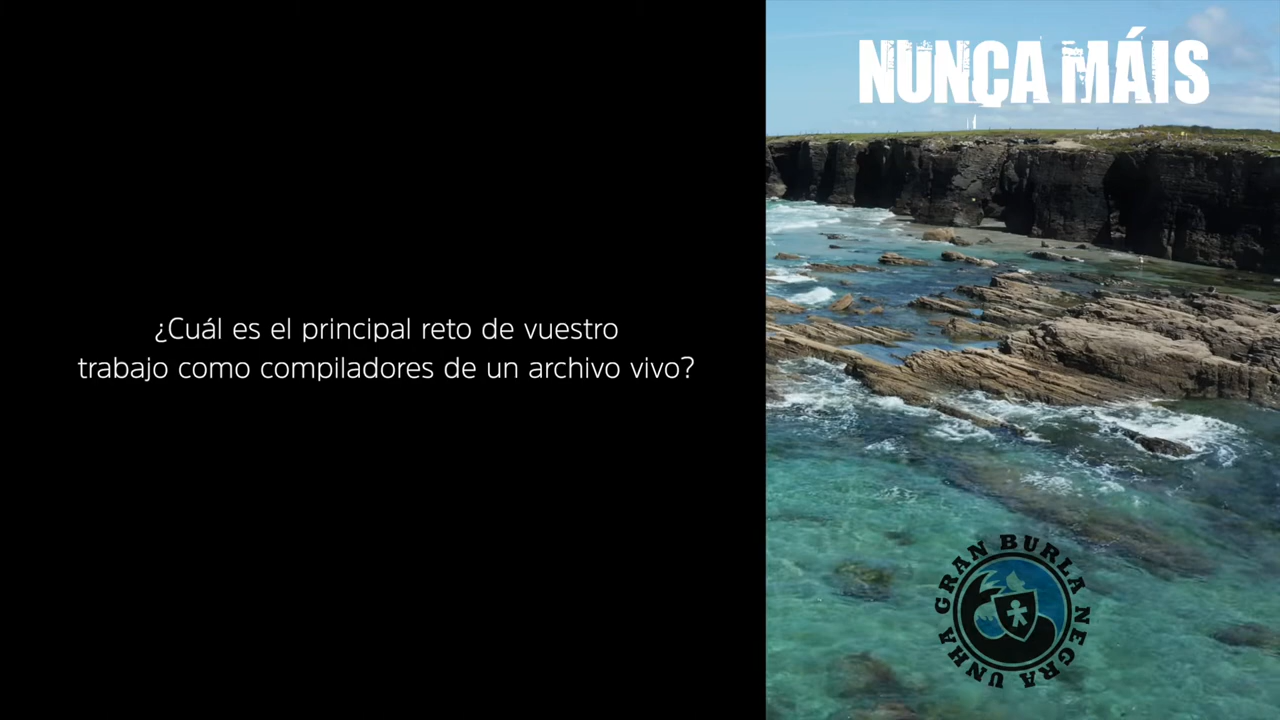 ¿Cuál es el principal reto de vuestro
trabajo como compiladores de un archivo vivo?
NUNCA MÁIS
UNHA GRAN BURLA NEGRA